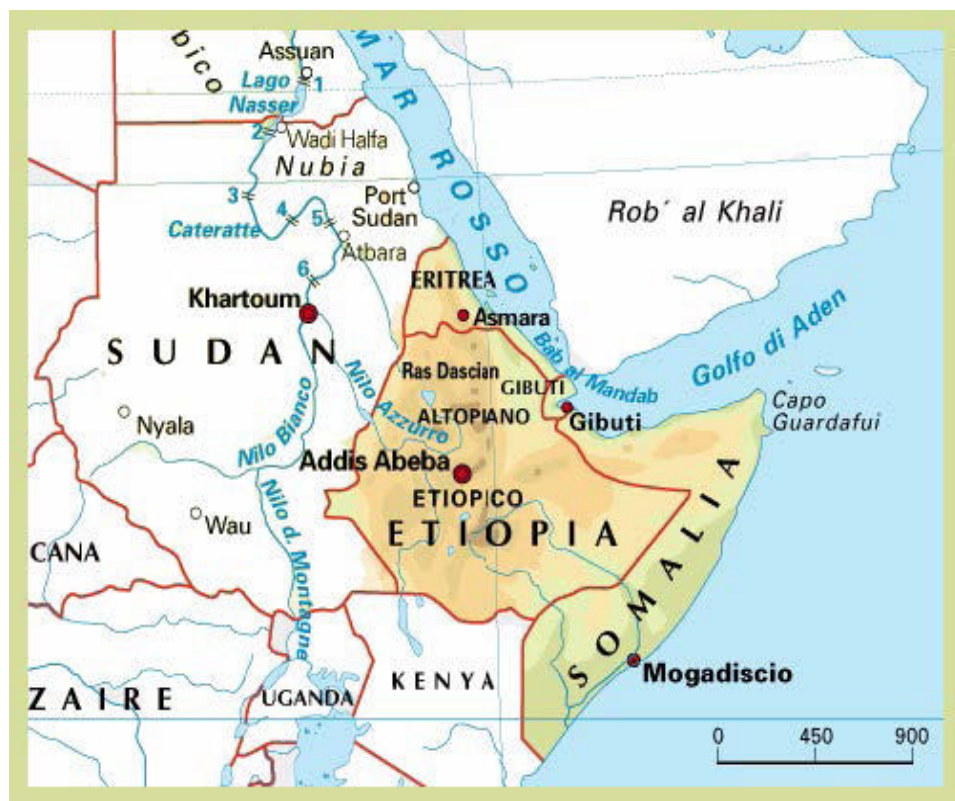 bico
Assuan
1
Lago
Nasser
2
Wadi Halfa
Nubia
MAR ROSSO
3
4
5
Port
Sudan
Cateratte
Atbara
Rob´ al Khali
6
ERITREA
Khartoum
Asmara
SUDAN
Bab al Mandab
Golfo di Aden
Nilo Azzurro
Ras Dascian
GIBUTI
ALTOPIANO
Gibuti
Capo
Guardafui
Nyala
Nilo Bianco
Addis Abeba
ETIOPICO
Wau
Nilo d. Montagne
ETIOPIA
SOMALIA
CANA
Mogadiscio
ZAIRE
UGANDA
KENYA
0 450 900